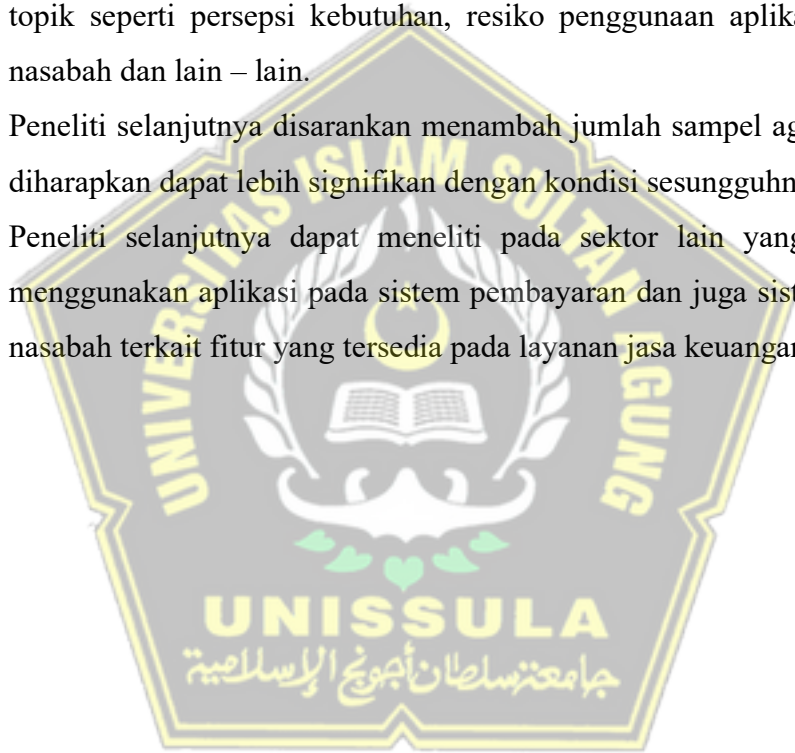 topik seperti persepsi kebutuhan, resiko penggunaan aplika
nasabah dan lain – lain.
Peneliti selanjutnya disarankan menambah jumlah sampel ag
diharapkan dapat lebih signifikan dengan kondisi sesungguhn
Peneliti selanjutnya dapat meneliti pada sektor lain yang
menggunakan aplikasi pada sistem pembayaran dan juga sist
nasabah terkait fitur yang tersedia pada layanan jasa keuangan
UNIVERSITAS ISLAM SULTAN AGUNG
UNISSULA
جامعة سلطان أجونج الإسلامية